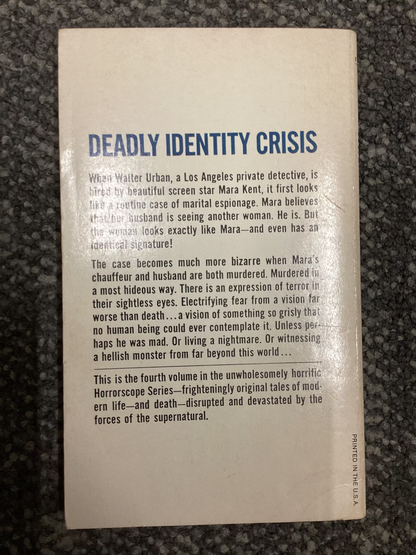 DEADLY IDENTITY CRISIS
When Walter Urban, a Los Angeles private detective, is
hired by beautiful screen star Mara Kent, it first looks
like a routine case of marital espionage. Mara believes
that her husband is seeing another woman. He is. But
the woman looks exactly like Mara—and even has an
identical signature!
The case becomes much more bizarre when Mara's
chauffeur and husband are both murdered. Murdered in
a most hideous way. There is an expression of terror in
their sightless eyes. Electrifying fear from a vision far
worse than death...a vision of something so grisly that
no human being could ever contemplate it. Unless per-
haps he was mad. Or living a nightmare. Or witnessing
a hellish monster from far beyond this world...
This is the fourth volume in the unwholesomely horrific
Horrorscope Series—frighteningly original tales of mod-
ern life—and death—disrupted and devastated by the
forces of the supernatural.
PRINTED IN THE U.S.A.